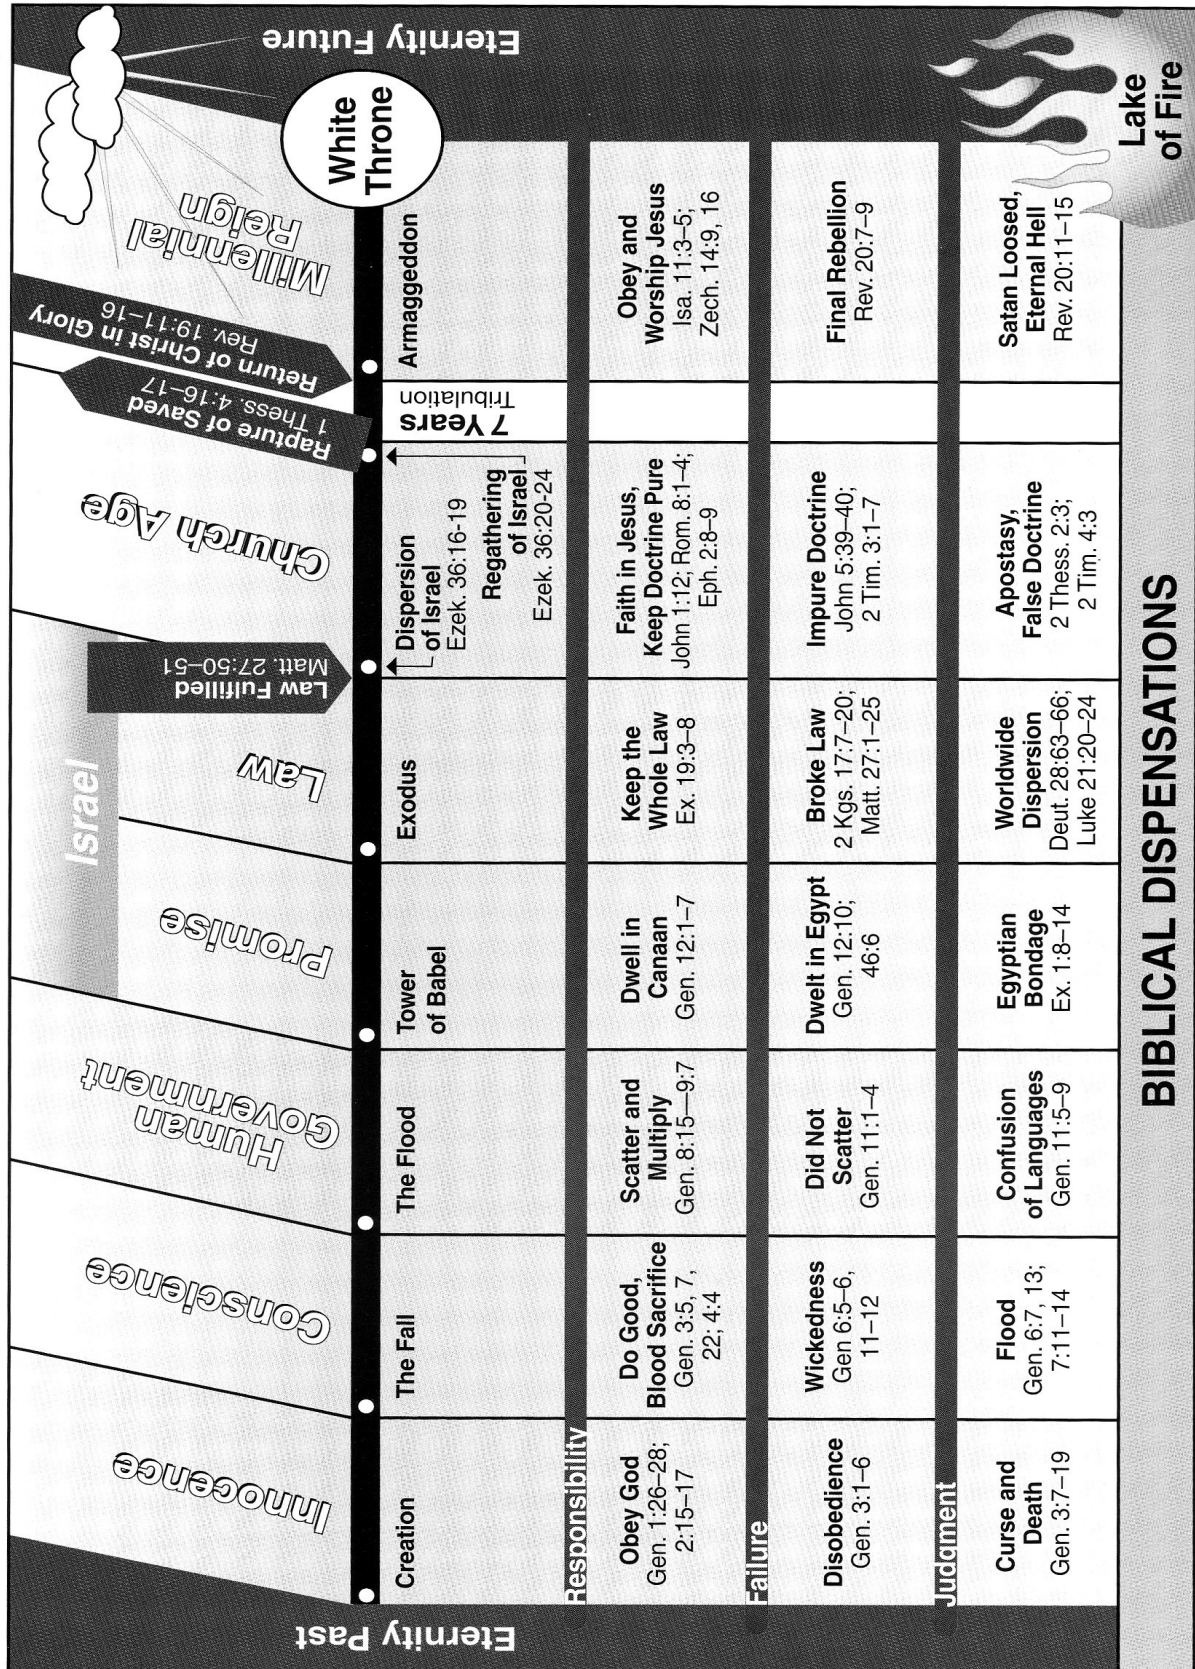 Eternity Past
Innocence
Conscience
Human
Government
Promise
Law
Church Age
Millennial
Reign
Eternity Future
Israel
Law Fulfilled
Matt. 27:50–51
Rapture of Saved
1 Thess. 4:16–17
Return of Christ in Glory
Rev. 19:11–16
White
Throne
Creation
The Fall
The Flood
Tower
of Babel
Exodus
Dispersion
of Israel
Ezek. 36:16-19
Regathering
of Israel
Ezek. 36:20-24
7 Years
Tribulation
Armaggedon
Responsibility
Obey God
Gen. 1:26–28;
2:15–17
Do Good,
Blood Sacrifice
Gen. 3:5, 7,
22; 4:4
Scatter and
Multiply
Gen. 8:15—9:7
Dwell in
Canaan
Gen. 12:1–7
Keep the
Whole Law
Ex. 19:3–8
Faith in Jesus,
Keep Doctrine Pure
John 1:12; Rom. 8:1–4;
Eph. 2:8–9
Obey and
Worship Jesus
Isa. 11:3–5;
Zech. 14:9, 16
Failure
Disobedience
Gen. 3:1–6
Wickedness
Gen 6:5–6,
11–12
Did Not
Scatter
Gen. 11:1–4
Dwelt in Egypt
Gen. 12:10;
46:6
Broke Law
2 Kgs. 17:7–20;
Matt. 27:1–25
Impure Doctrine
John 5:39–40;
2 Tim. 3:1–7
Final Rebellion
Rev. 20:7–9
Judgment
Curse and
Death
Gen. 3:7–19
Flood
Gen. 6:7, 13;
7:11–14
Confusion
of Languages
Gen. 11:5–9
Egyptian
Bondage
Ex. 1:8–14
Worldwide
Dispersion
Deut. 28:63–66;
Luke 21:20–24
Apostasy,
False Doctrine
2 Thess. 2:3;
2 Tim. 4:3
Satan Loosed,
Eternal Hell
Rev. 20:11–15
Lake
of Fire
BIBLICAL DISPENSATIONS